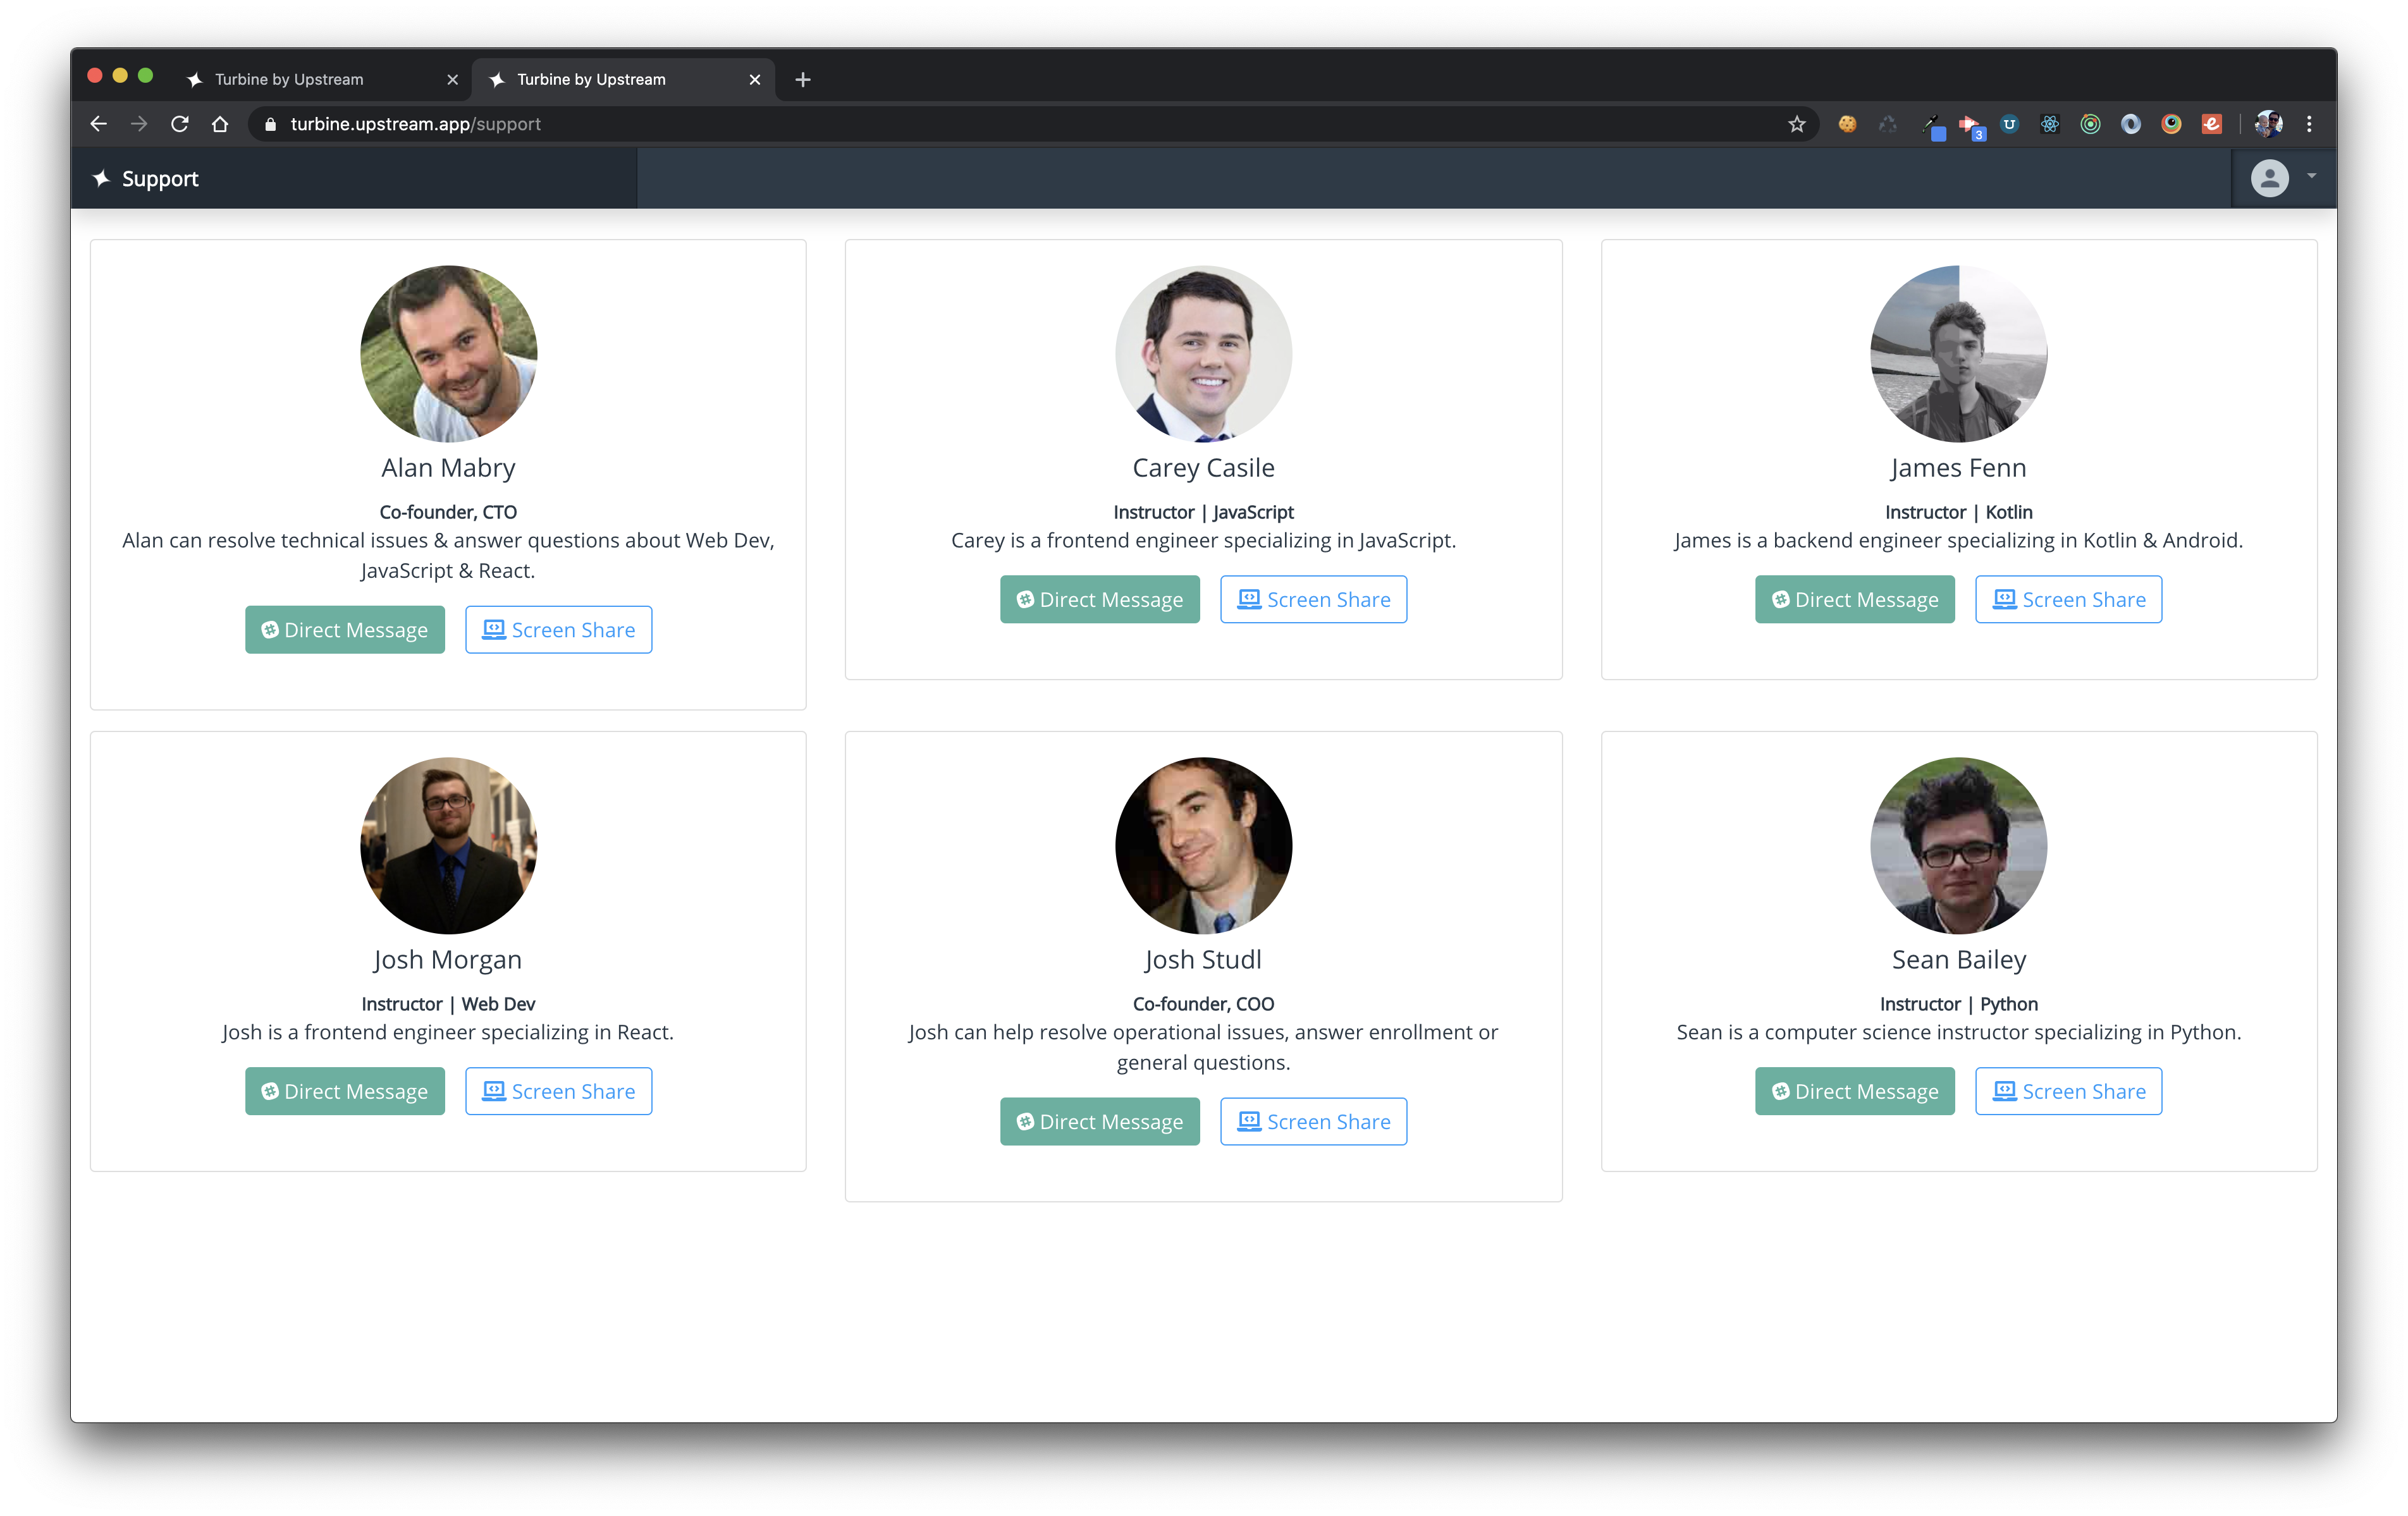 Turbine by Upstream
Turbine by Upstream
turbine.upstream.app/support
3
U
e
Support
Alan Mabry
Co-founder, CTO
Alan can resolve technical issues & answer questions about Web Dev,
JavaScript & React.
Direct Message
Screen Share
Carey Casile
Instructor | JavaScript
Carey is a frontend engineer specializing in JavaScript.
Direct Message
Screen Share
James Fenn
Instructor | Kotlin
James is a backend engineer specializing in Kotlin & Android.
Direct Message
Screen Share
Josh Morgan
Instructor | Web Dev
Josh is a frontend engineer specializing in React.
Direct Message
Screen Share
Josh Studl
Co-founder, COO
Josh can help resolve operational issues, answer enrollment or
general questions.
Direct Message
Screen Share
Sean Bailey
Instructor | Python
Sean is a computer science instructor specializing in Python.
Direct Message
Screen Share